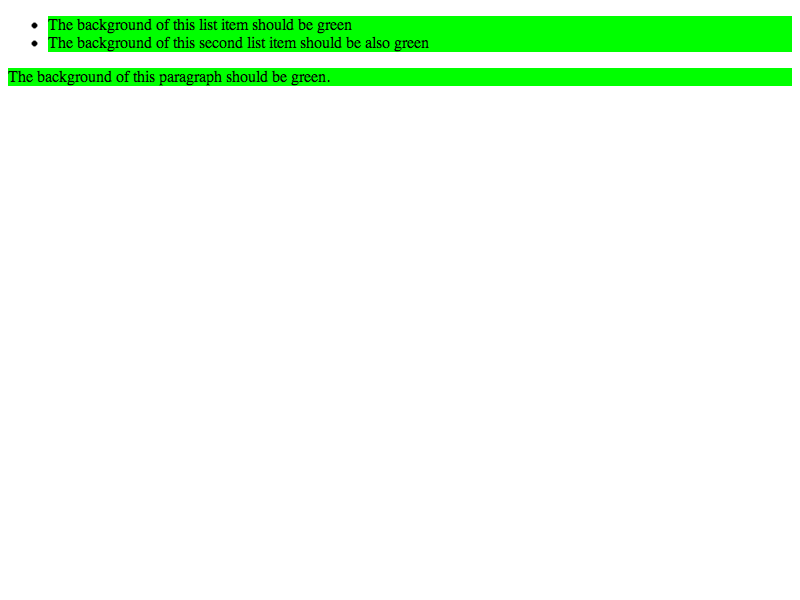 The background of this list item should be green
The background of this second list item should be also green
The background of this paragraph should be green.